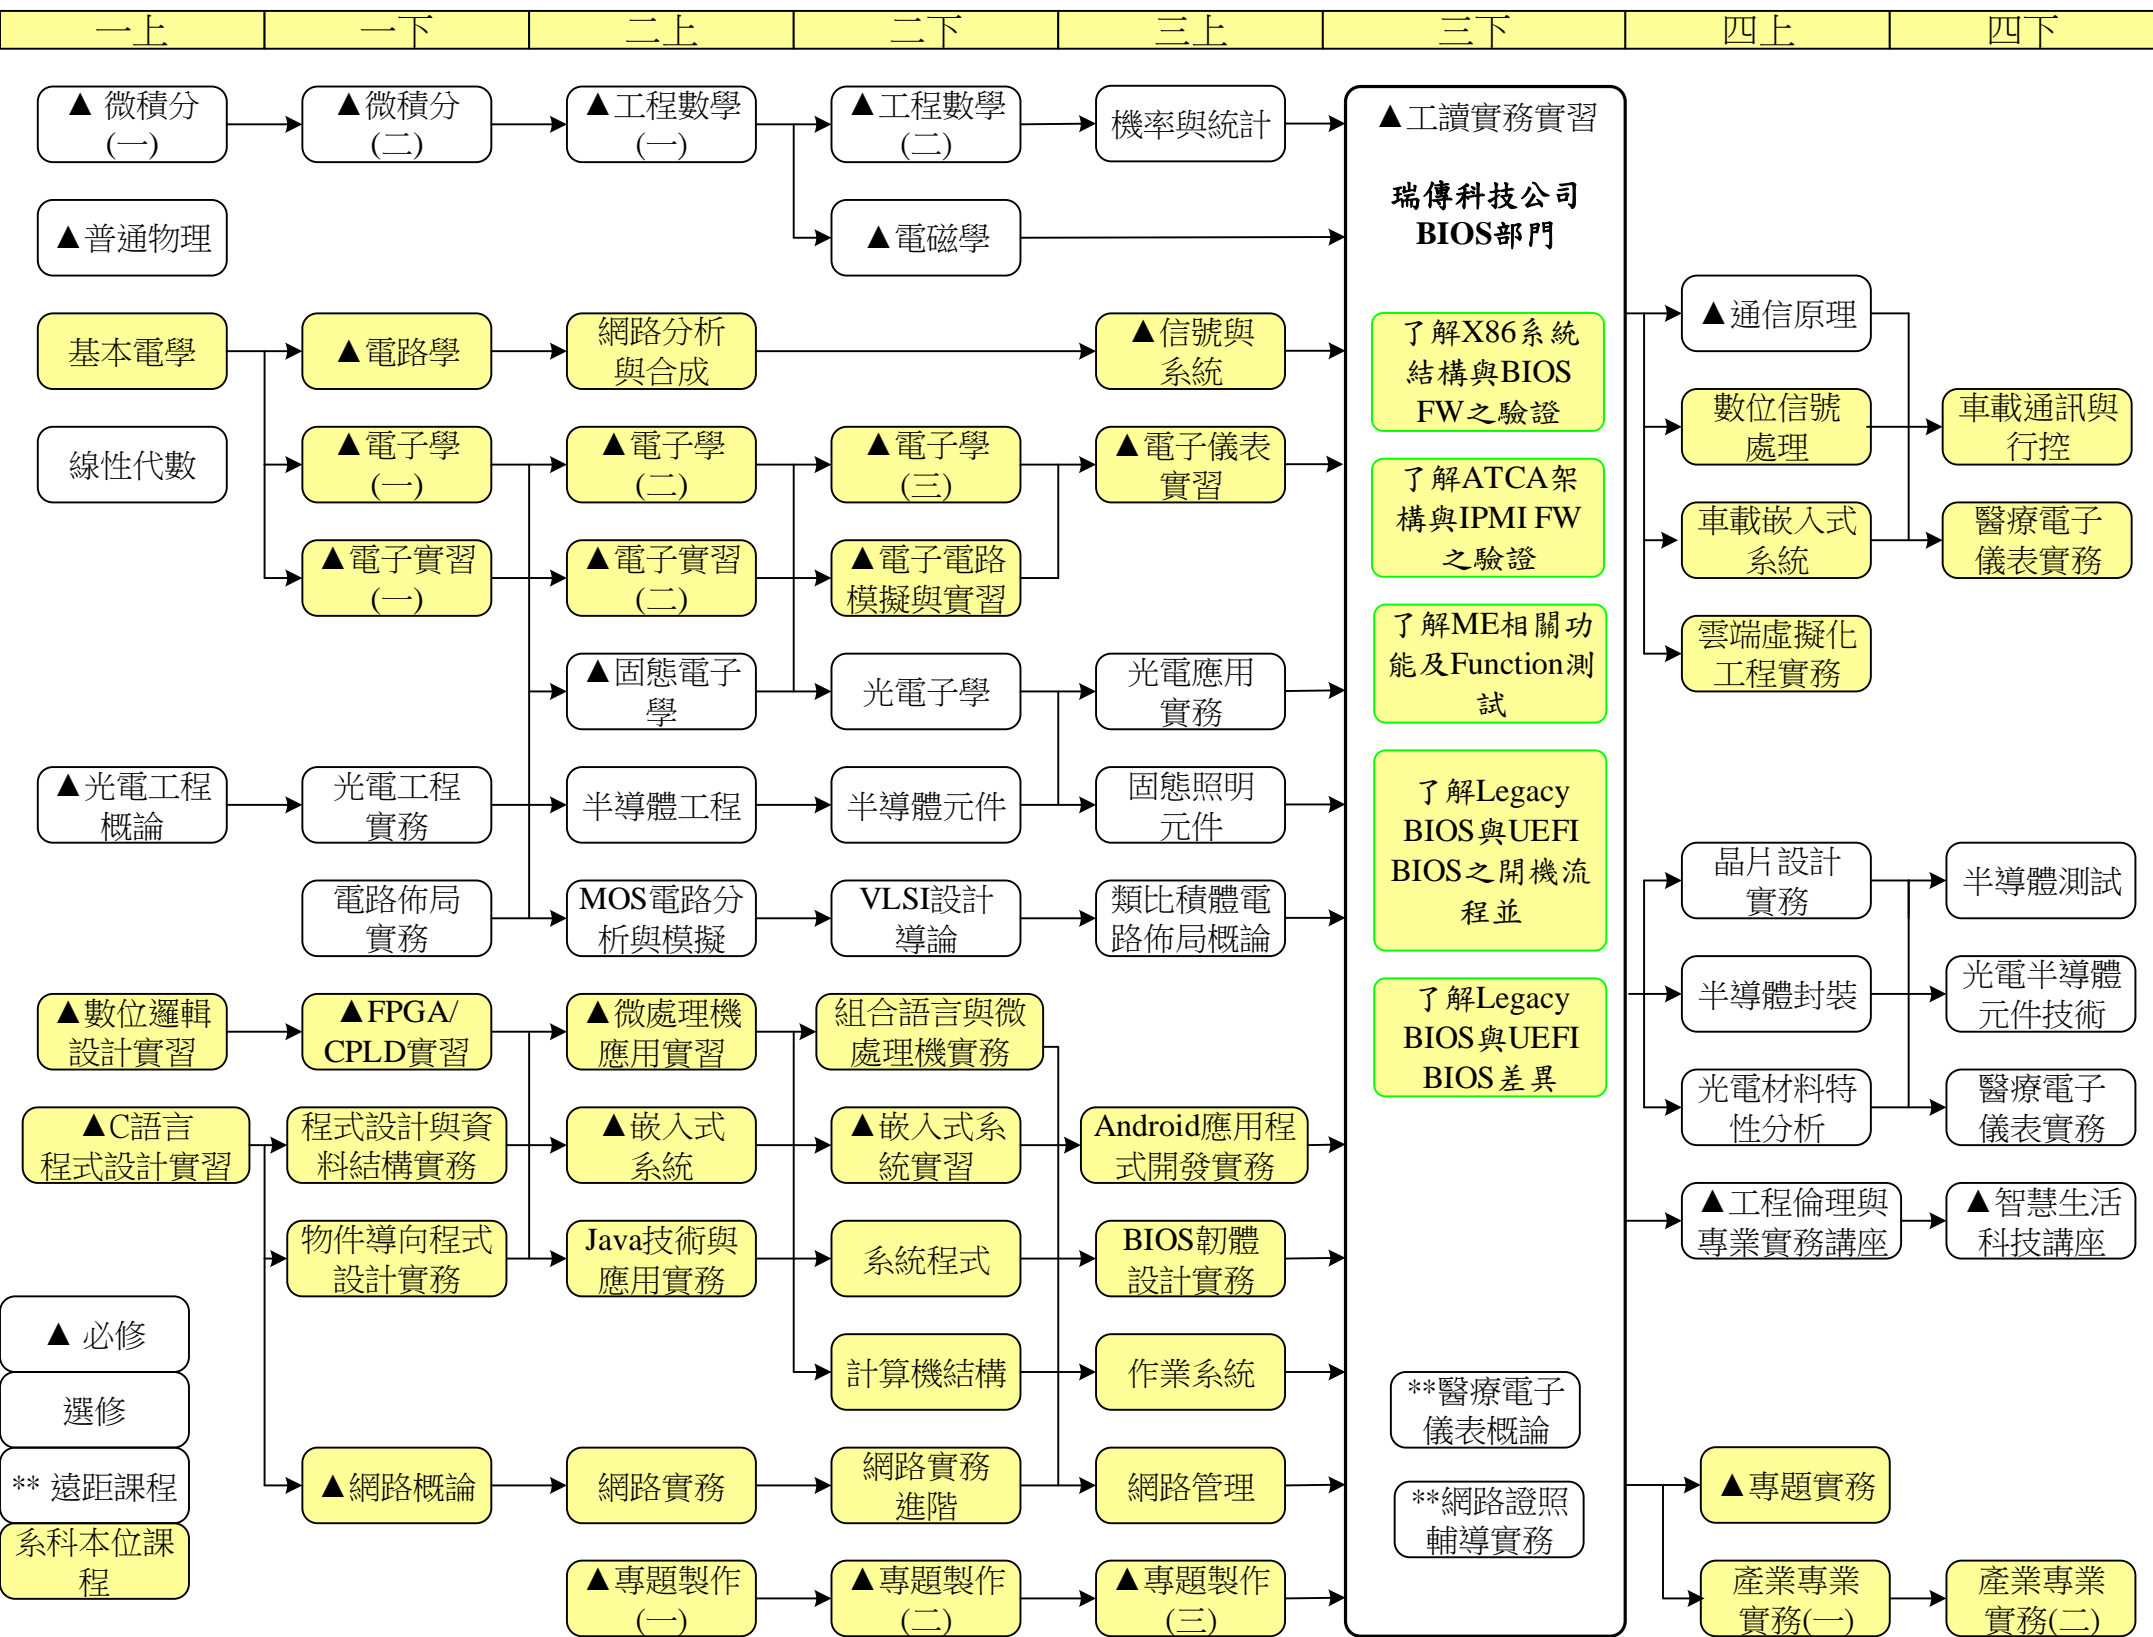 一上
一下
二上
二下
三上
三下
四上
四下
▲ 微積分
(一)
▲微積分
(二)
▲工程數學
(一)
▲工程數學
(二)
機率與統計
▲工讀實務實習
▲普通物理
▲電磁學
瑞傳科技公司
BIOS部門
基本電學
▲電路學
網路分析
與合成
▲信號與
系統
了解X86系統
結構與BIOS
FW之驗證
▲通信原理
線性代數
▲電子學
(一)
▲電子學
(二)
▲電子學
(三)
▲電子儀表
實習
數位信號
處理
車載通訊與
行控
了解ATCA架
構與IPMI FW
之驗證
▲電子實習
(一)
▲電子實習
(二)
▲電子電路
模擬與實習
車載嵌入式
系統
醫療電子
儀表實務
了解ME相關功
能及Function測
試
▲固態電子
學
光電子學
光電應用
實務
雲端虛擬化
工程實務
▲光電工程
概論
光電工程
實務
半導體工程
半導體元件
固態照明
元件
了解Legacy
BIOS與UEFI
BIOS之開機流
程並
電路佈局
實務
MOS電路分
析與模擬
VLSI設計
導論
類比積體電
路佈局概論
晶片設計
實務
半導體測試
▲數位邏輯
設計實習
▲FPGA/
CPLD實習
▲微處理機
應用實習
組合語言與微
處理機實務
了解Legacy
BIOS與UEFI
BIOS差異
半導體封裝
光電半導體
元件技術
▲C語言
程式設計實習
程式設計與資
料結構實務
▲嵌入式
系統
▲嵌入式系
統實習
Android應用程
式開發實務
光電材料特
性分析
醫療電子
儀表實務
物件導向程式
設計實務
Java技術與
應用實務
系統程式
BIOS韌體
設計實務
▲工程倫理與
專業實務講座
▲智慧生活
科技講座
▲ 必修
選修
** 遠距課程
系科本位課
程
計算機結構
作業系統
**醫療電子
儀表概論
▲網路概論
網路實務
網路實務
進階
網路管理
**網路證照
輔導實務
▲專題實務
▲專題製作
(一)
▲專題製作
(二)
▲專題製作
(三)
產業專業
實務(一)
產業專業
實務(二)